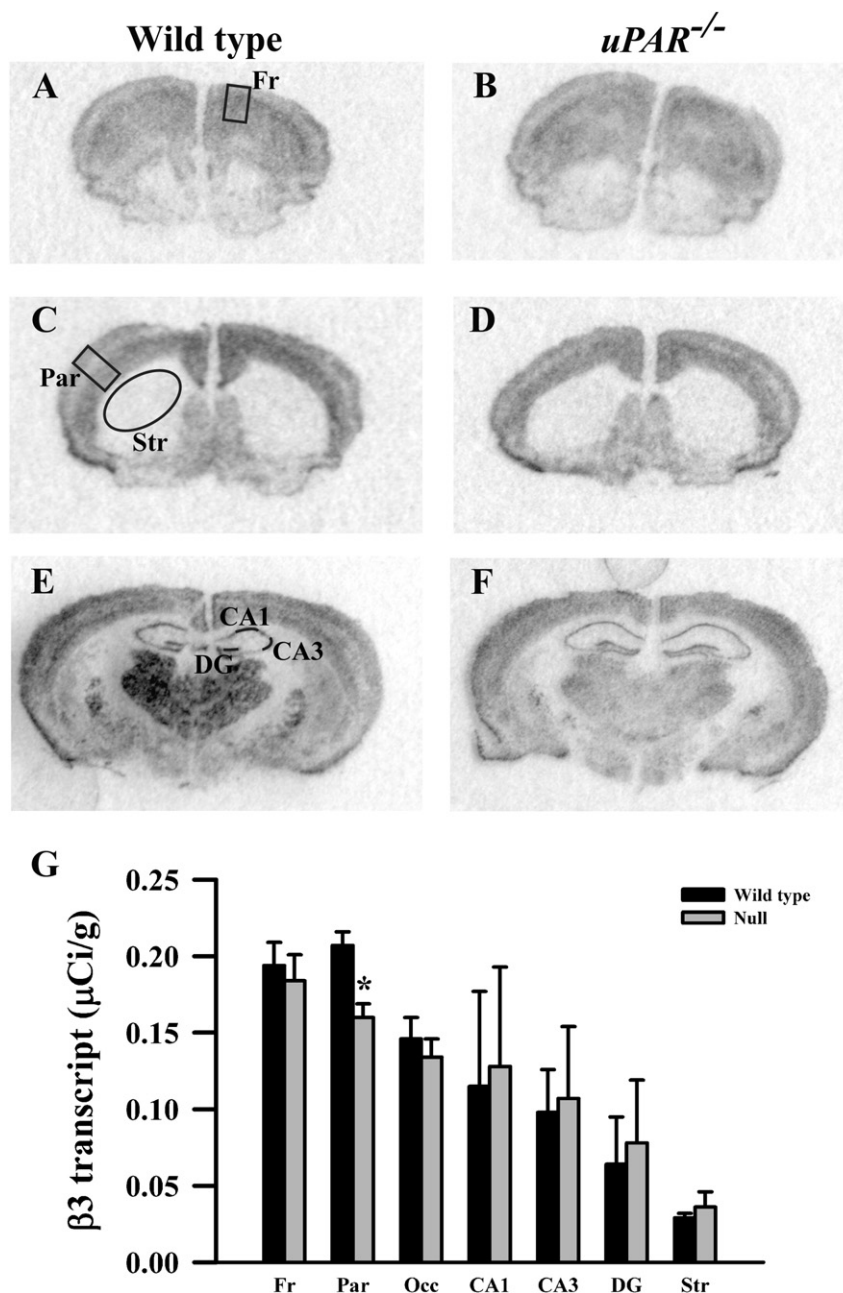 Wild type
uPAR-/-
A
Fr
B
C
Par
Str
D
E
CA1
CA3
DG
F
G
β3 transcript (μCi/g)
0.25
0.20
0.15
0.10
0.05
0.00
Wild type
Null
*
Fr Par Occ CA1 CA3 DG Str